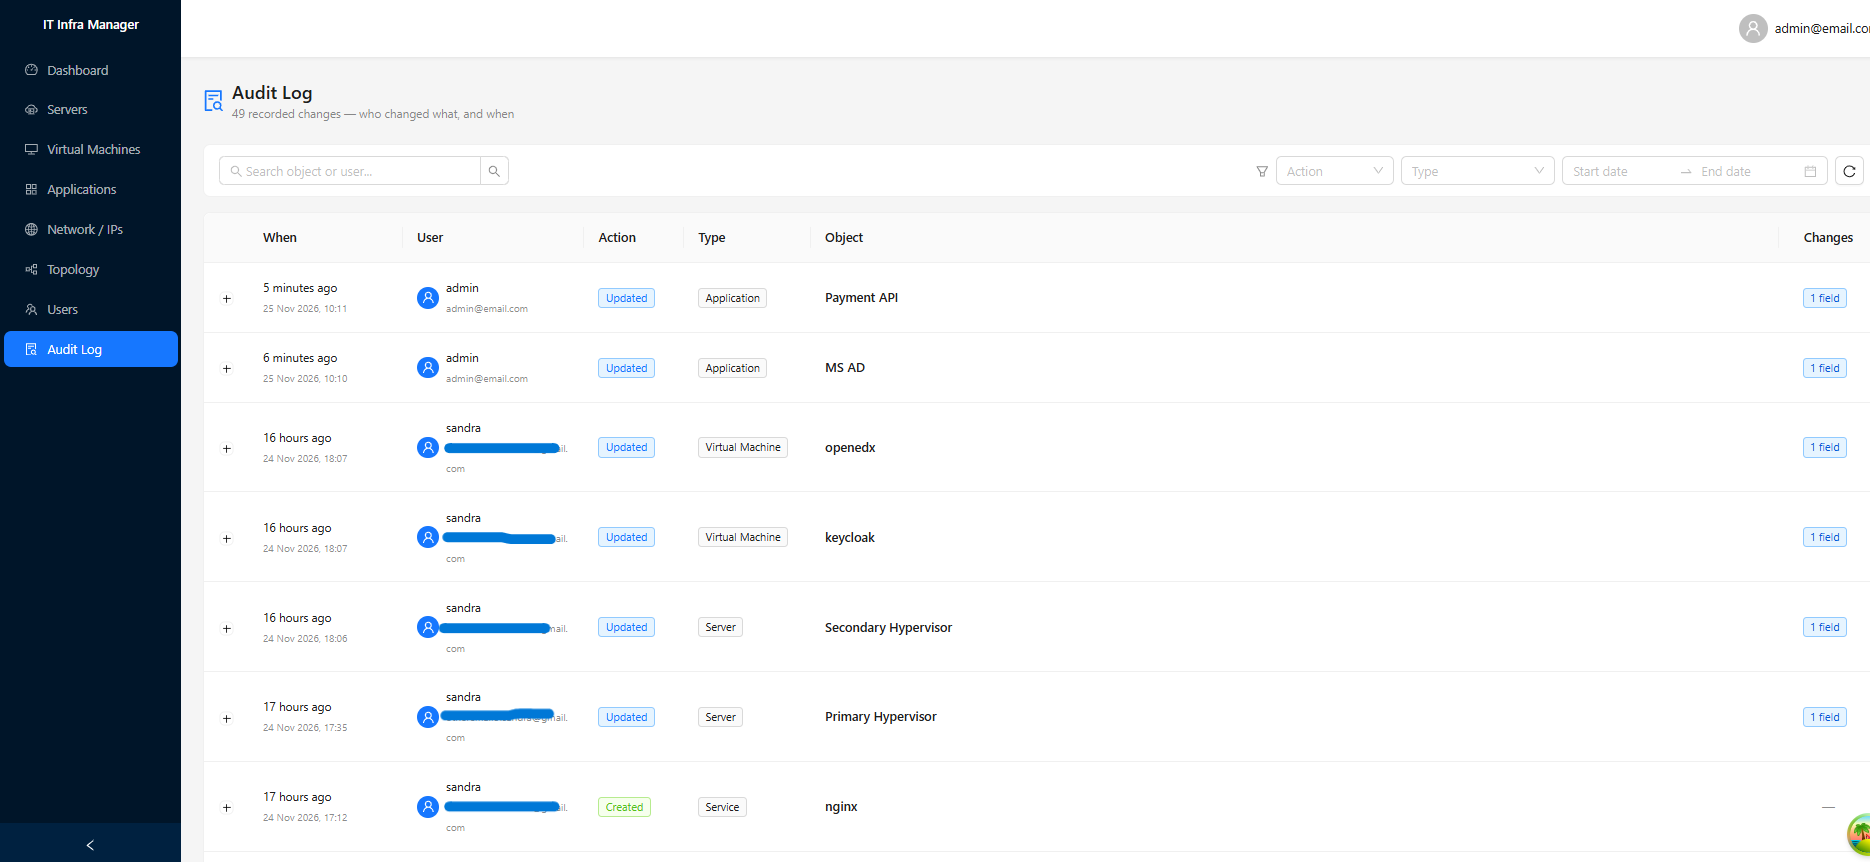 IT Infra Manager
Dashboard
Servers
Virtual Machines
Applications
Network / IPs
Topology
Users
Audit Log
admin@email.co
Audit Log
49 recorded changes — who changed what, and when
Search object or user...
Action
Type
Start date
End date
When User Action Type Object Changes
5 minutes ago
25 Nov 2026, 10:11
admin
admin@email.com
Updated
Application
Payment API
1 field
6 minutes ago
25 Nov 2026, 10:10
admin
admin@email.com
Updated
Application
MS AD
1 field
16 hours ago
24 Nov 2026, 18:07
sandra
il.
com
Updated
Virtual Machine
openedx
1 field
16 hours ago
24 Nov 2026, 18:07
sandra
ail.
com
Updated
Virtual Machine
keycloak
1 field
16 hours ago
24 Nov 2026, 18:06
sandra
mail.
com
Updated
Server
Secondary Hypervisor
1 field
17 hours ago
24 Nov 2026, 17:35
sandra
@gmail.
com
Updated
Server
Primary Hypervisor
1 field
17 hours ago
24 Nov 2026, 17:12
sandra
il.
com
Created
Service
nginx
—